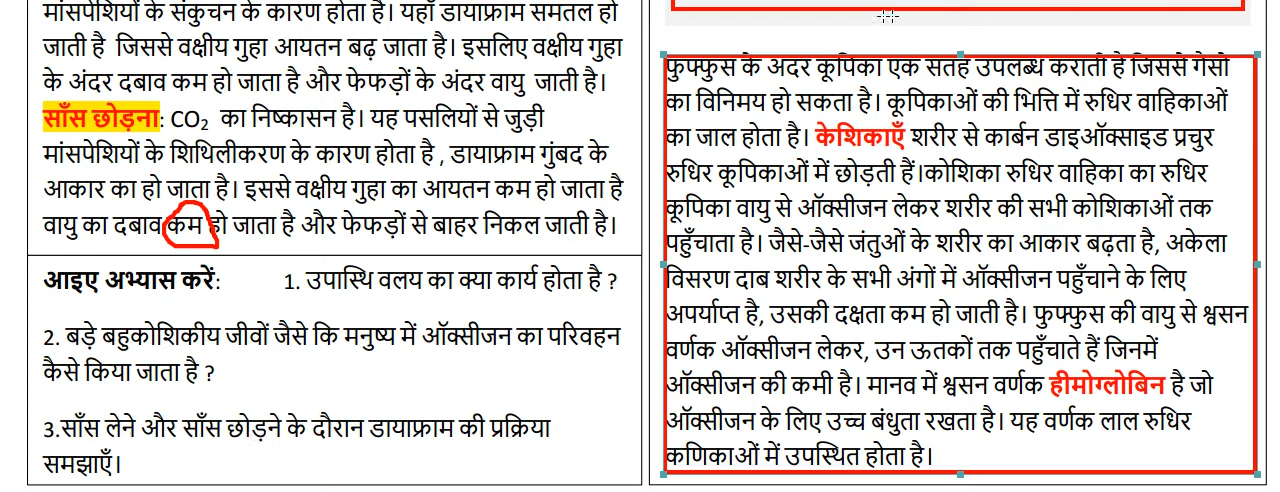 मांसपेशियों के संकुचन के कारण होता है। यहाँ डायाफ्राम समतल हो
जाती है जिससे वक्षीय गुहा आयतन बढ़ जाता है। इसलिए वक्षीय गुहा
के अंदर दबाव कम हो जाता है और फेफड़ों के अंदर वायु जाती है।
साँस छोड़ना: CO₂ का निष्कासन है। यह पसलियों से जुड़ी
मांसपेशियों के शिथिलीकरण के कारण होता है , डायाफ्राम गुंबद के
आकार का हो जाता है। इससे वक्षीय गुहा का आयतन कम हो जाता है
वायु का दबाव कम हो जाता है और फेफड़ों से बाहर निकल जाती है।
आइए अभ्यास करें: 1. उपास्थि वलय का क्या कार्य होता है ?
2. बड़े बहुकोशिकीय जीवों जैसे कि मनुष्य में ऑक्सीजन का परिवहन
कैसे किया जाता है ?
3.साँस लेने और साँस छोड़ने के दौरान डायाफ्राम की प्रक्रिया
समझाएँ।
फुफ्फुस के अंदर कूपिका एक सतह उपलब्ध कराती है जिससे गैसों
का विनिमय हो सकता है। कूपिकाओं की भित्ति में रुधिर वाहिकाओं
का जाल होता है। केशिकाएँ शरीर से कार्बन डाइऑक्साइड प्रचुर
रुधिर कूपिकाओं में छोड़ती हैं।कोशिका रुधिर वाहिका का रुधिर
कूपिका वायु से ऑक्सीजन लेकर शरीर की सभी कोशिकाओं तक
पहुँचाता है। जैसे-जैसे जंतुओं के शरीर का आकार बढ़ता है, अकेला
विसरण दाब शरीर के सभी अंगों में ऑक्सीजन पहुँचाने के लिए
अपर्याप्त है, उसकी दक्षता कम हो जाती है। फुफ्फुस की वायु से श्वसन
वर्णक ऑक्सीजन लेकर, उन ऊतकों तक पहुँचाते हैं जिनमें
ऑक्सीजन की कमी है। मानव में श्वसन वर्णक हीमोग्लोबिन है जो
ऑक्सीजन के लिए उच्च बंधुता रखता है। यह वर्णक लाल रुधिर
कणिकाओं में उपस्थित होता है।